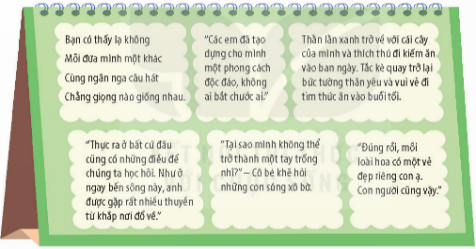 Bạn có thấy lạ không
Mỗi đứa mình một khác
Cùng ngân nga câu hát
Chẳng giọng nào giống nhau.
"Các em đã tạo
dựng cho mình
một phong cách
độc đáo, không
ai bắt chước ai."
Thằn lằn xanh trở về với cái cây
của mình và thích thú đi kiếm ăn
vào ban ngày. Tắc kè quay trở lại
bức tường thân yêu và vui vẻ đi
tìm thức ăn vào buổi tối.
"Thực ra ở bất cứ đâu
cũng có những điều để
chúng ta học hỏi. Như ở
ngay bến sông này, anh
được gặp rất nhiều thuyền
từ khắp nơi đổ về."
"Tại sao mình không thể
trở thành một tay trống
nhỉ?" – Cô bé khẽ hỏi
những con sóng xô bờ.
"Đúng rồi, mỗi
loài hoa có một vẻ
đẹp riêng con ạ.
Con người cũng vậy."